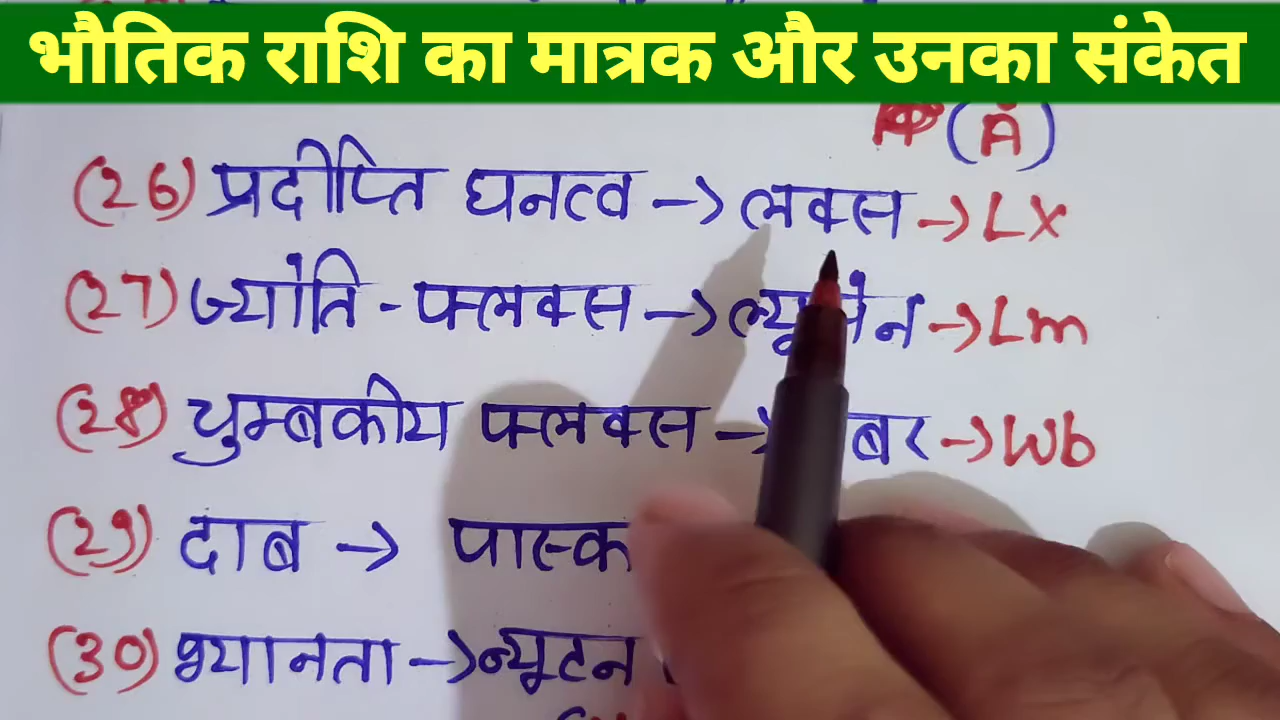 भौतिक राशि का मात्रक और उनका संकेत
(Å)
(26) प्रदीप्ति घनत्व → लक्स → Lx
(27) ज्योति - फ्लक्स → → Lm
(28) चुम्बकीय फ्लक्स → → Wb
(29) दाब →
(30) श्यानता → न्यूटन